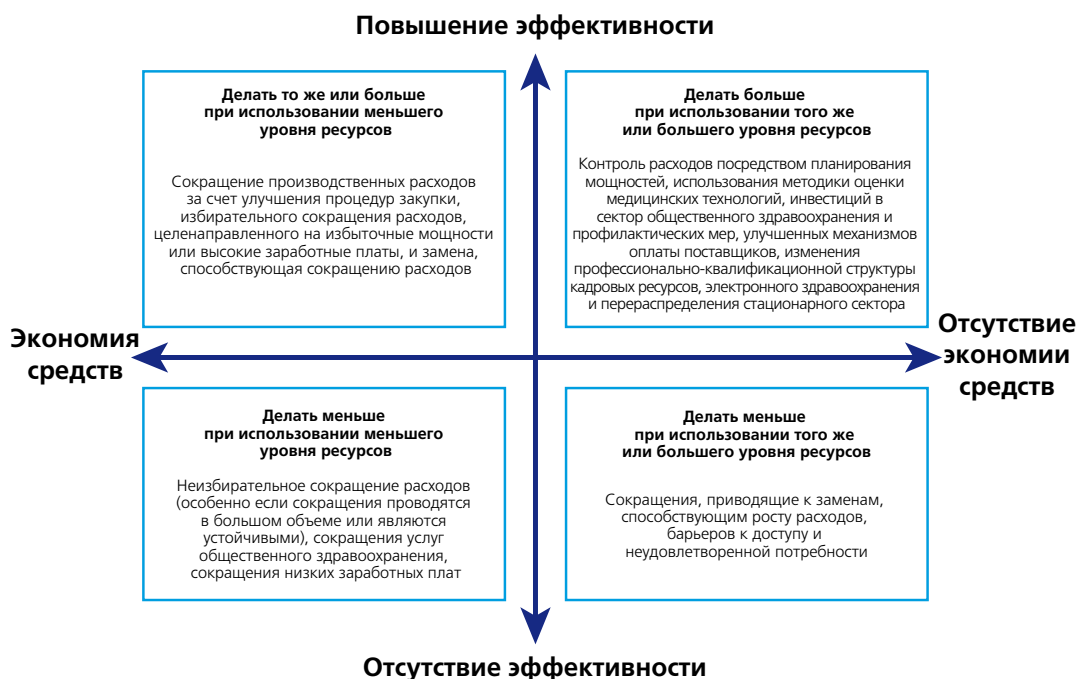 Повышение эффективности
Делать то же или больше
при использовании меньшего
уровня ресурсов
Сокращение производственных расходов
за счет улучшения процедур закупки,
избирательного сокращения расходов,
целенаправленного на избыточные мощности
или высокие заработные платы, и замена,
способствующая сокращению расходов
Делать больше
при использовании того же
или большего уровня ресурсов
Контроль расходов посредством планирования
мощностей, использования методики оценки
медицинских технологий, инвестиций в
сектор общественного здравоохранения и
профилактических мер, улучшенных механизмов
оплаты поставщиков, изменения
профессионально-квалификационной структуры
кадровых ресурсов, электронного здравоохранения
и перераспределения стационарного сектора
Экономия
средств
Отсутствие
экономии
средств
Делать меньше
при использовании меньшего
уровня ресурсов
Неизбирательное сокращение расходов
(особенно если сокращения проводятся
в большом объеме или являются
устойчивыми), сокращения услуг
общественного здравоохранения,
сокращения низких заработных плат
Делать меньше
при использовании того же
или большего уровня ресурсов
Сокращения, приводящие к заменам,
способствующим росту расходов,
барьеров к доступу и
неудовлетворенной потребности
Отсутствие эффективности